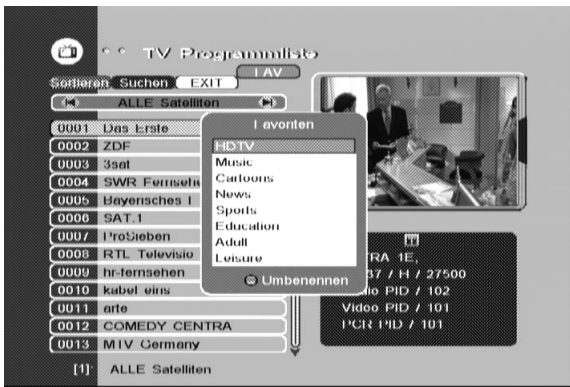 TV Programmliste
FAV
Sortieren Suchen EXIT
ALLE Satelliten
0001 Das Erste
0002 ZDF
0003 3sat
0004 SWR Fernsehe
0005 Bayerisches F
0006 SAT.1
0007 ProSieben
0008 RTL Televisio
0009 hr-fernsehen
0010 kabel eins
0011 arte
0012 COMEDY CENTRA
0013 MTV Germany
[1]: ALLE Satelliten
Favoriten
HDTV
Music
Cartoons
News
Sports
Education
Adult
Leisure
Umbenennen
TRA 1E,
37 / H / 27500
dio PID / 102
Video PID / 101
PCR PID / 101